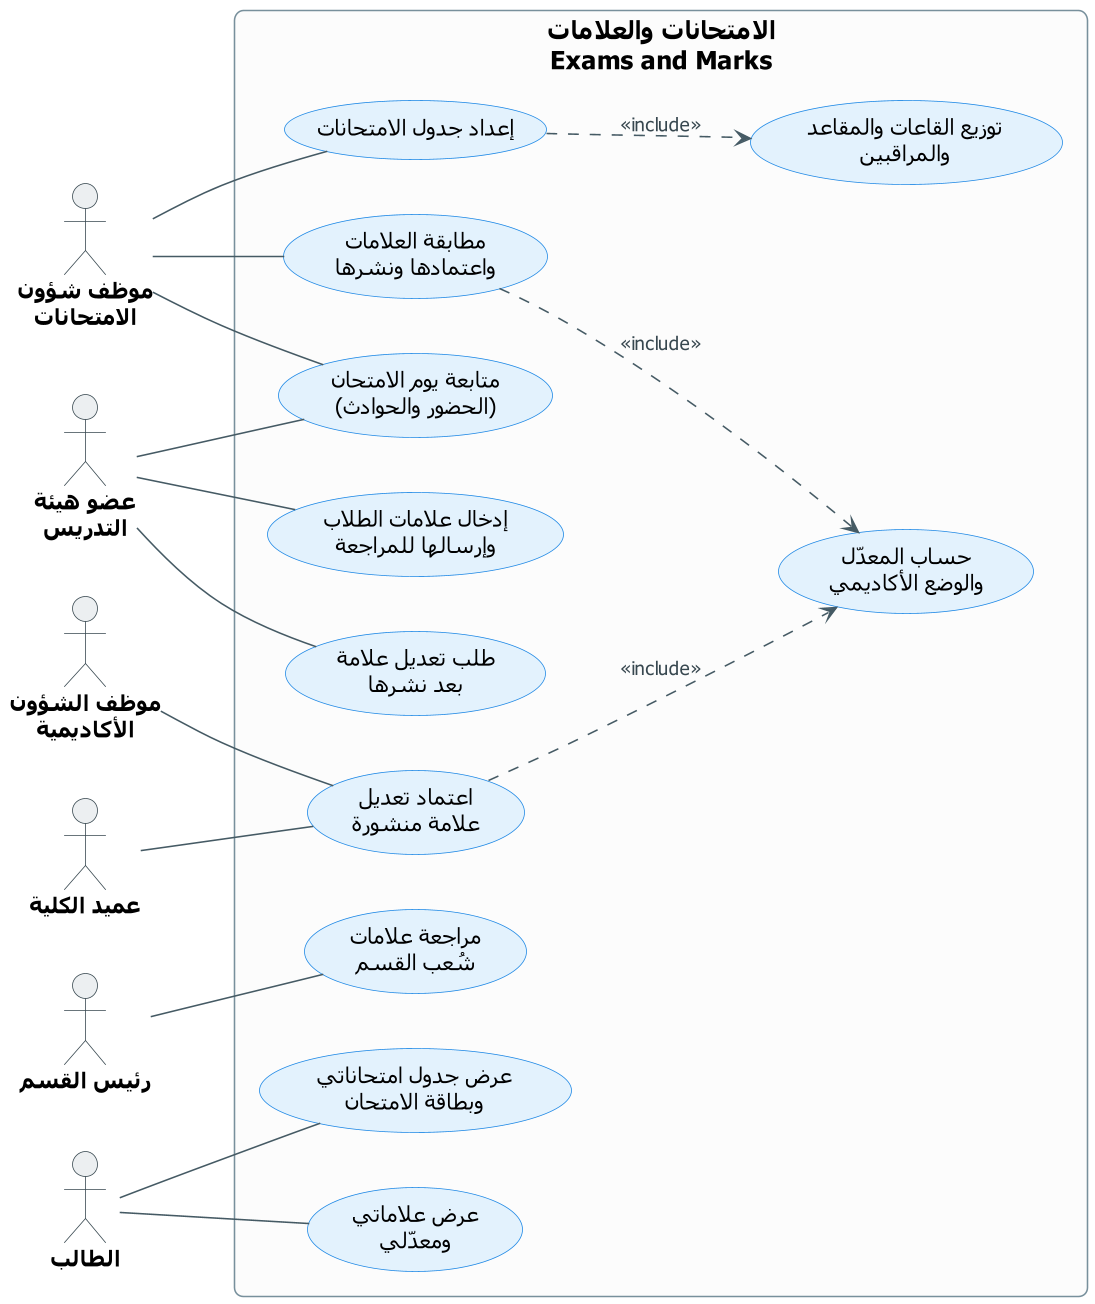 الامتحانات والعلامات
Exams and Marks
إعداد جدول الامتحانات
«include»
توزيع القاعات والمقاعد
والمراقبين
موظف شؤون
الامتحانات
مطابقة العلامات
واعتمادها ونشرها
«include»
متابعة يوم الامتحان
(الحضور والحوادث)
عضو هيئة
التدريس
إدخال علامات الطلاب
وإرسالها للمراجعة
حساب المعدّل
والوضع الأكاديمي
طلب تعديل علامة
بعد نشرها
«include»
موظف الشؤون
الأكاديمية
اعتماد تعديل
علامة منشورة
عميد الكلية
مراجعة علامات
شُعب القسم
رئيس القسم
عرض جدول امتحاناتي
وبطاقة الامتحان
عرض علاماتي
ومعدّلي
الطالب